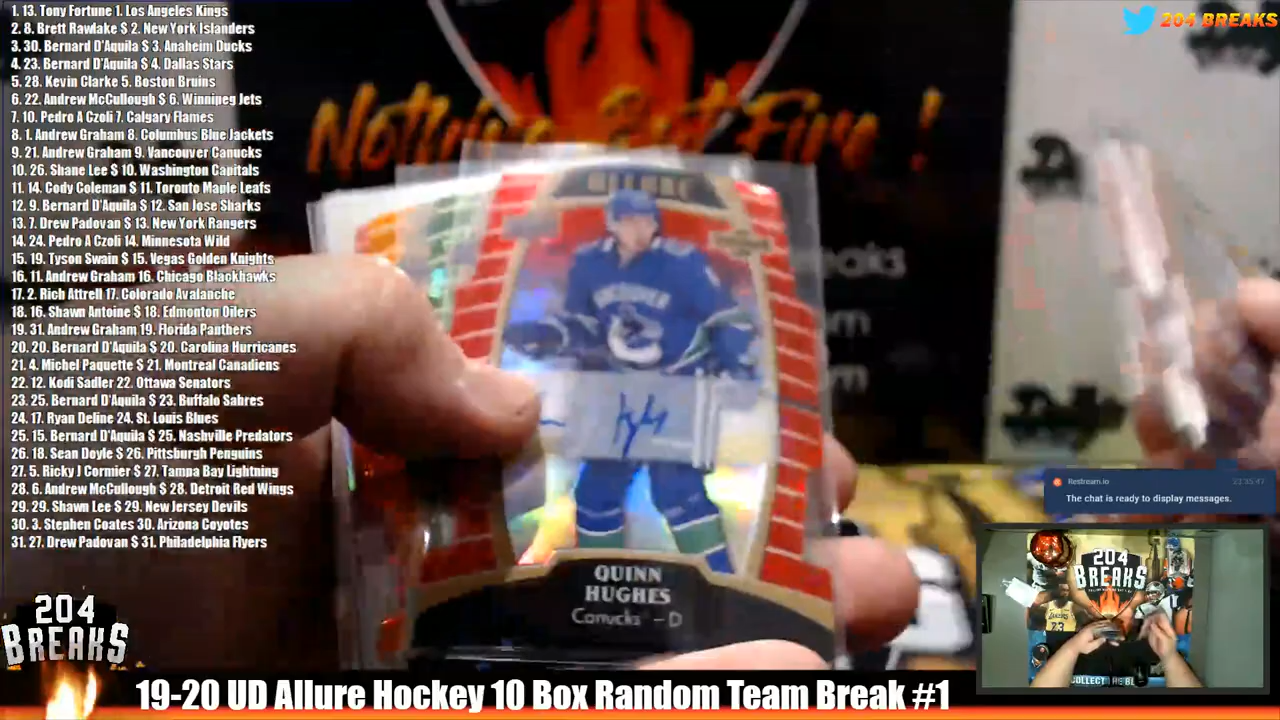 1. 13. Tony Fortune 1. Los Angeles Kings
2. 8. Brett Rawlake $ 2. New York Islanders
3. 30. Bernard D'Aquila $ 3. Anaheim Ducks
4. 23. Bernard D'Aquila $ 4. Dallas Stars
5. 28. Kevin Clarke 5. Boston Bruins
6. 22. Andrew McCullough $ 6. Winnipeg Jets
7. 10. Pedro A Czoli 7. Calgary Flames
8. 1. Andrew Graham 8. Columbus Blue Jackets
9. 21. Andrew Graham 9. Vancouver Canucks
10. 26. Shane Lee $ 10. Washington Capitals
11. 14. Cody Coleman $ 11. Toronto Maple Leafs
12. 9. Bernard D'Aquila $ 12. San Jose Sharks
13. 7. Drew Padovan $ 13. New York Rangers
14. 24. Pedro A Czoli 14. Minnesota Wild
15. 19. Tyson Swain $ 15. Vegas Golden Knights
16. 11. Andrew Graham 16. Chicago Blackhawks
17. 2. Rich Attrell 17. Colorado Avalanche
18. 16. Shawn Antoine $ 18. Edmonton Oilers
19. 31. Andrew Graham 19. Florida Panthers
20. 20. Bernard D'Aquila $ 20. Carolina Hurricanes
21. 4. Michel Paquette $ 21. Montreal Canadiens
22. 12. Kodi Sadler 22. Ottawa Senators
23. 25. Bernard D'Aquila $ 23. Buffalo Sabres
24. 17. Ryan Deline 24. St. Louis Blues
25. 15. Bernard D'Aquila $ 25. Nashville Predators
26. 18. Sean Doyle $ 26. Pittsburgh Penguins
27. 5. Ricky J Cormier $ 27. Tampa Bay Lightning
28. 6. Andrew McCullough $ 28. Detroit Red Wings
29. 29. Shawn Lee $ 29. New Jersey Devils
30. 3. Stephen Coates 30. Arizona Coyotes
31. 27. Drew Padovan $ 31. Philadelphia Flyers
204 BREAKS
Nothing But Fire !
ALLURE
VANCOUVER
QUINN
HUGHES
Canucks - D
Restream.io
The chat is ready to display messages.
204
BREAKS
23
204
BREAKS
19-20 UD Allure Hockey 10 Box Random Team Break #1